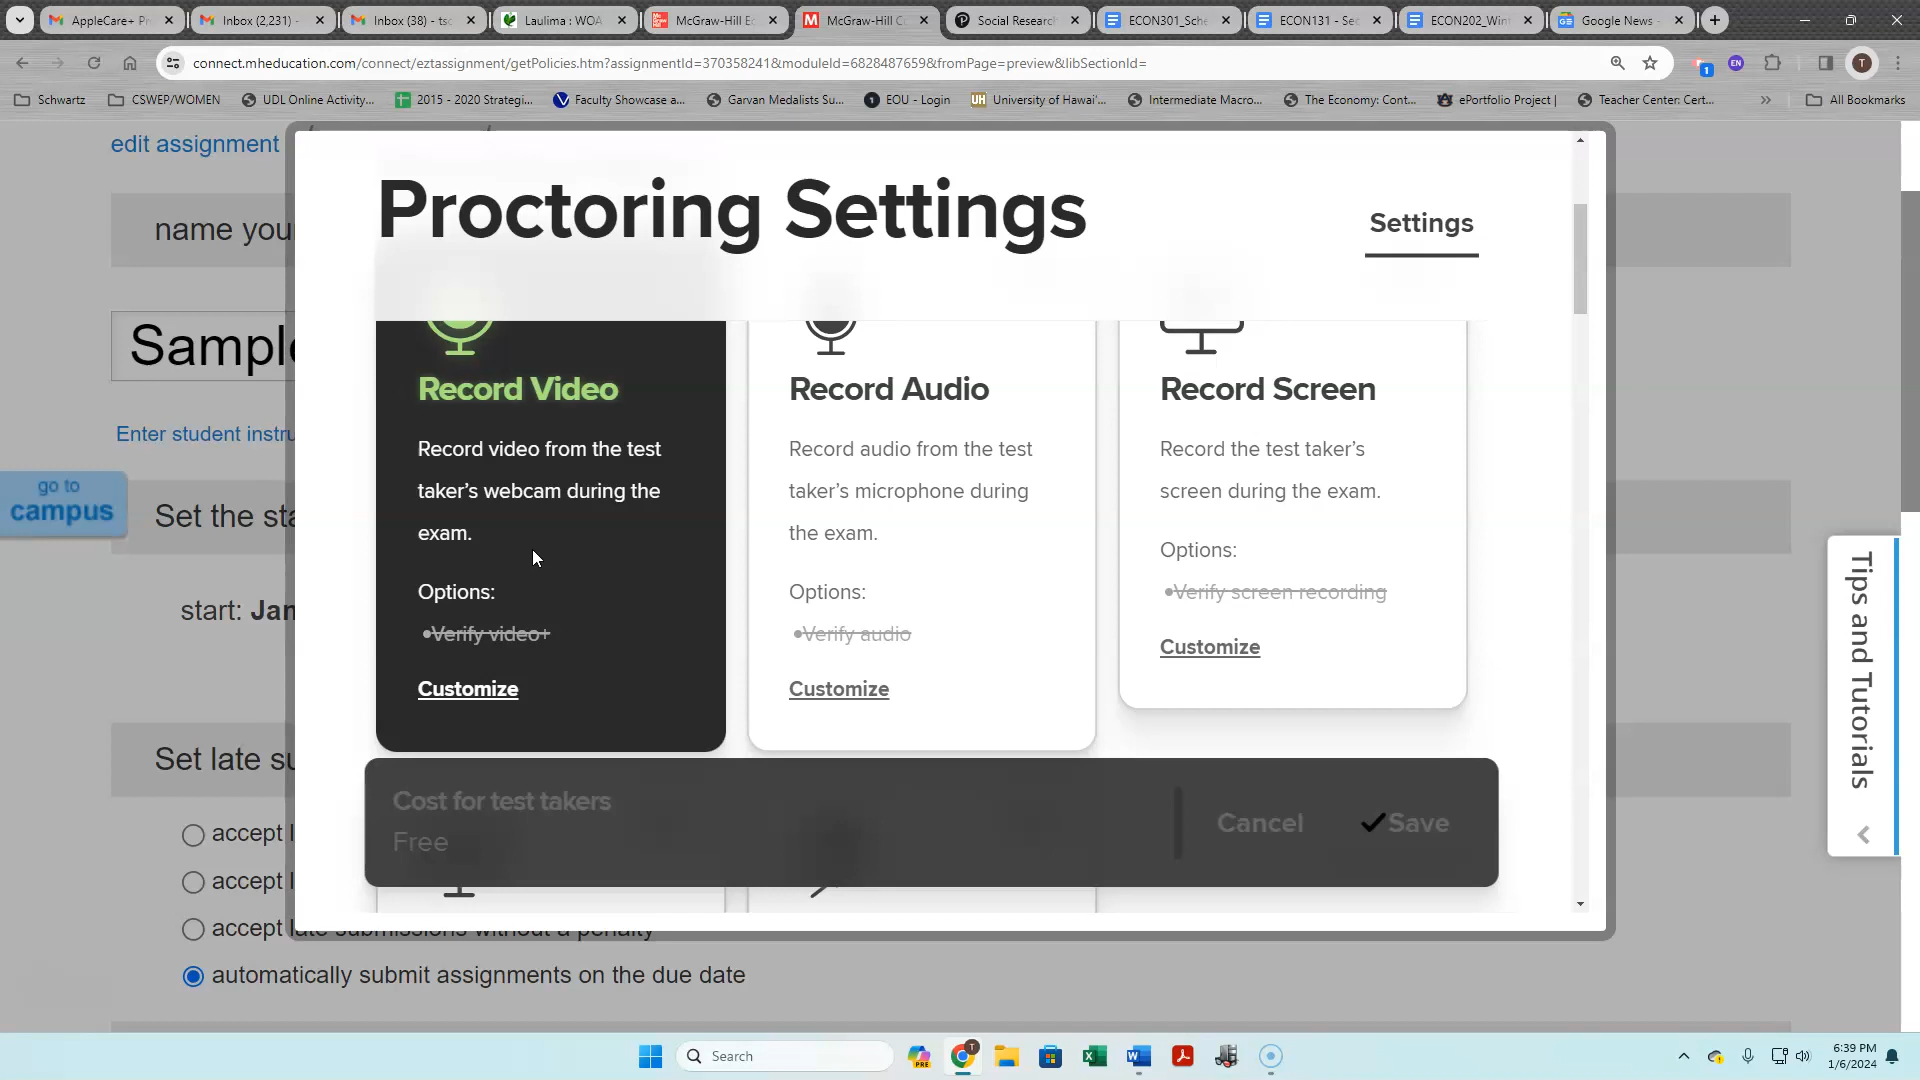 AppleCare+ Pr
Inbox (2,231) -
Inbox (38) - tsc
Laulima : WOA
McGraw-Hill E
McGraw-Hill C
Social Research
ECON301_Sche
ECON131 - Sec
ECON202_Win
Google News -
connect.mheducation.com/connect/eztassignment/getPolicies.htm?assignmentId=370358241&moduleId=6828487659&fromPage=preview&libSectionId=
1
EN
T
Schwartz
CSWEP/WOMEN
UDL Online Activity...
2015 - 2020 Strategi...
Faculty Showcase a...
Garvan Medalists Su...
EOU - Login
University of Hawai'...
Intermediate Macro...
The Economy: Cont...
ePortfolio Project |
Teacher Center: Cert...
All Bookmarks
edit assignment
Proctoring Settings
Settings
name you
Sampl
Enter student instru
go to
campus
Set the sta
start: Jan
Set late su
accept l
accept l
accept late submissions without a penalty
automatically submit assignments on the due date
Record Video
Record video from the test
taker's webcam during the
exam.
Options:
•Verify video+
Customize
Record Audio
Record audio from the test
taker's microphone during
the exam.
Options:
•Verify audio
Customize
Record Screen
Record the test taker's
screen during the exam.
Options:
•Verify screen recording
Customize
Cost for test takers
Free
Cancel
Save
Tips and Tutorials
Search
PRE
T
6:39 PM
1/6/2024